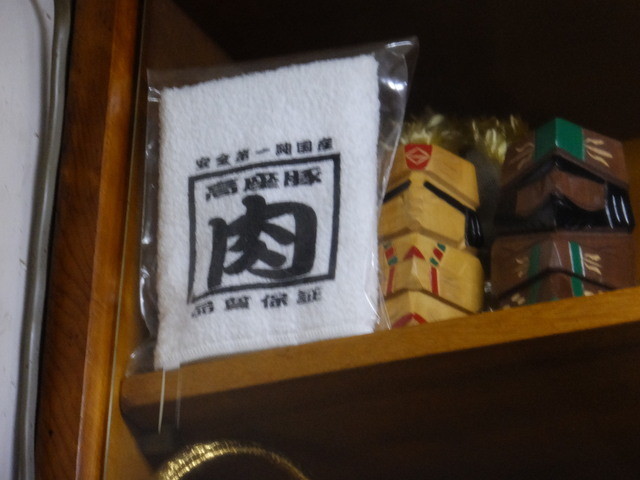 安全第一純国産
高座豚
肉
品質保証